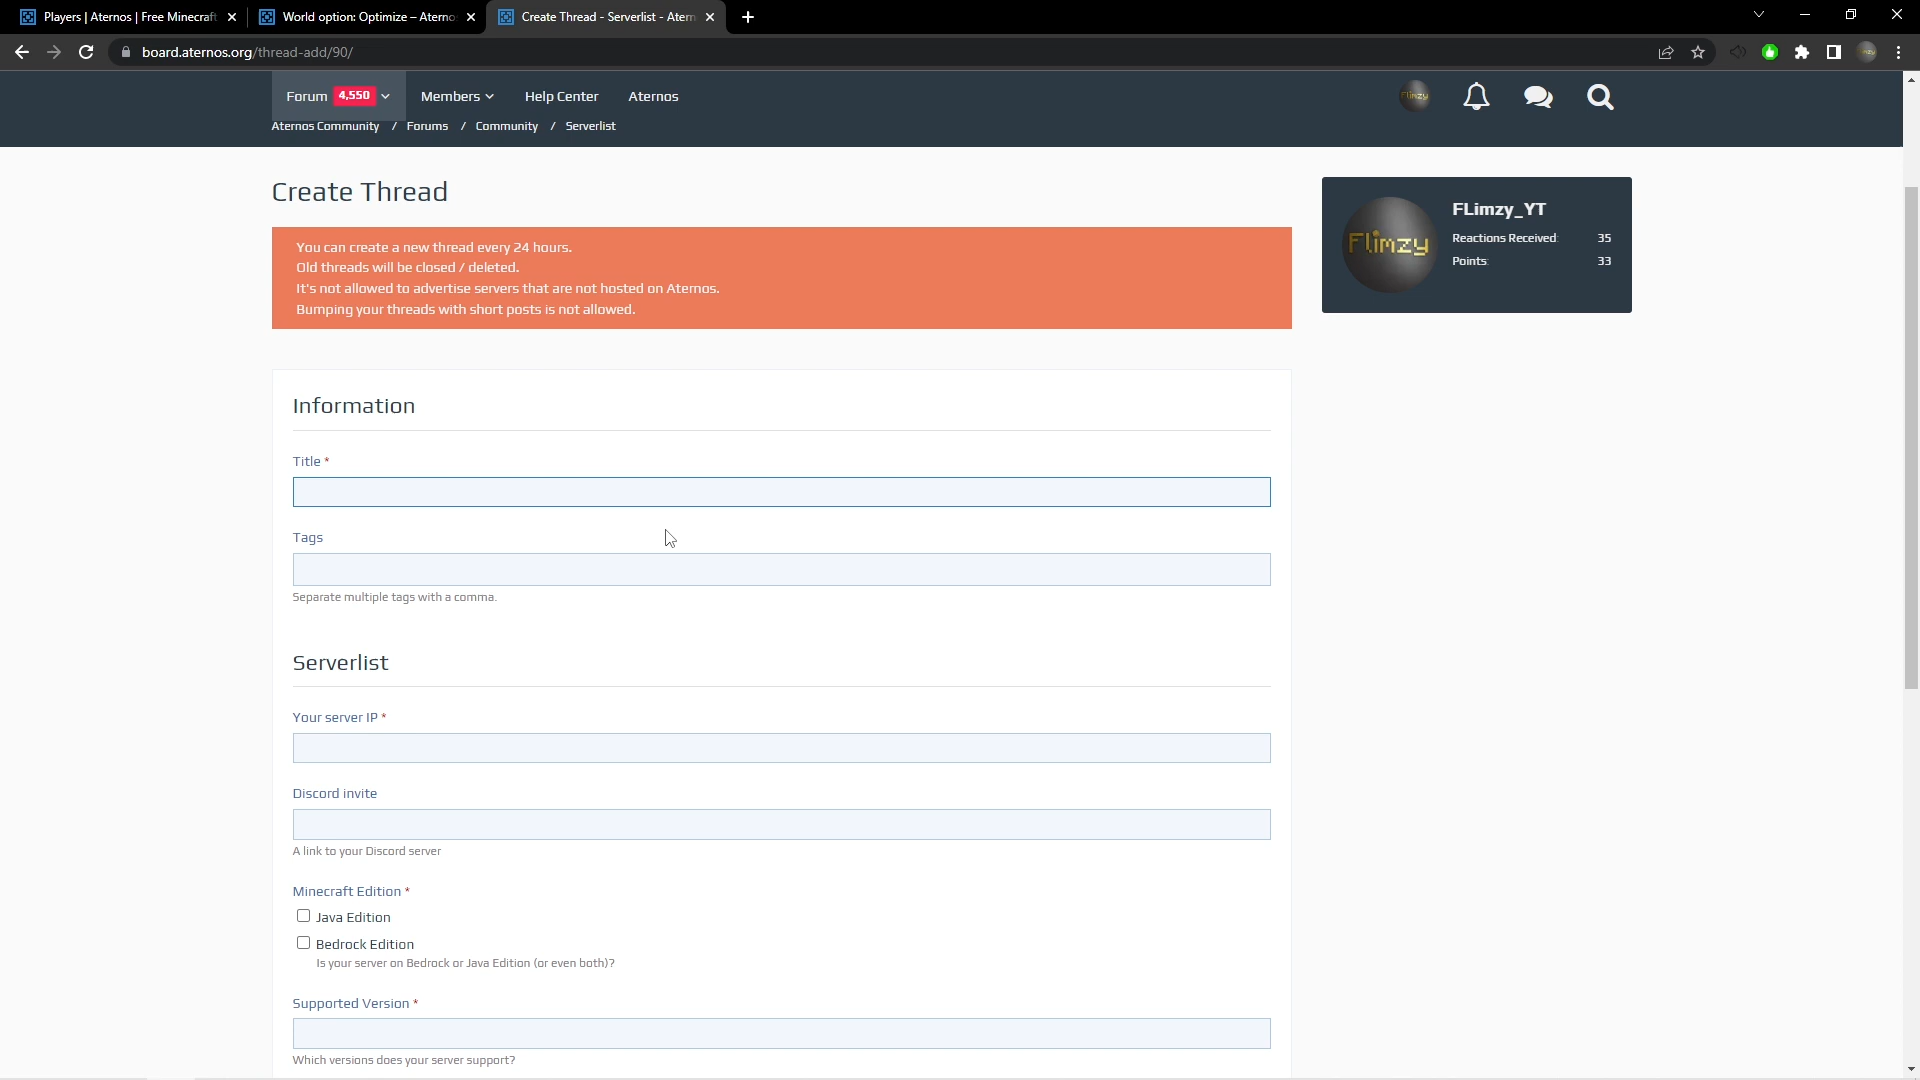 Players | Aternos | Free Minecraft
World option: Optimize – Aterno
Create Thread - Serverlist - Atern
board.aternos.org/thread-add/90/
Forum 4,550
Members
Help Center
Aternos
Flimzy
Aternos Community / Forums / Community / Serverlist
Create Thread
You can create a new thread every 24 hours.
Old threads will be closed / deleted.
It's not allowed to advertise servers that are not hosted on Aternos.
Bumping your threads with short posts is not allowed.
Flimzy
FLimzy_YT
Reactions Received 35
Points 33
Information
Title *
Tags
Separate multiple tags with a comma.
Serverlist
Your server IP *
Discord invite
A link to your Discord server
Minecraft Edition *
Java Edition
Bedrock Edition
Is your server on Bedrock or Java Edition (or even both)?
Supported Version *
Which versions does your server support?